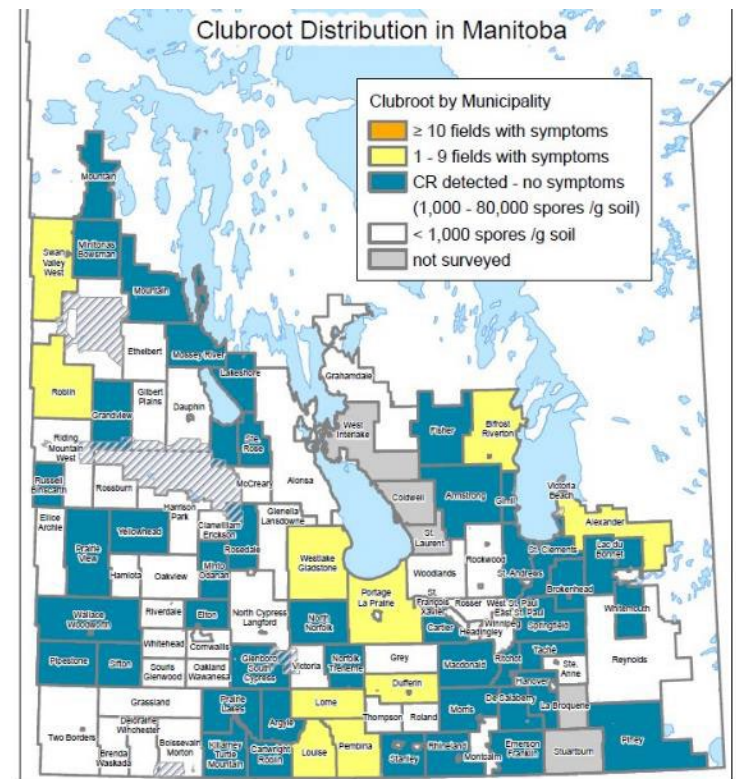 Clubroot Distribution in Manitoba
Clubroot by Municipality
≥ 10 fields with symptoms
1 - 9 fields with symptoms
CR detected - no symptoms
(1,000 - 80,000 spores /g soil)
< 1,000 spores /g soil
not surveyed
Mountain
Swan
Valley
West
Minitonas
Bowsman
Mountain
Ethelbert
Mossey River
Roblin
Grandview
Gilbert
Plains
Dauphin
Lakeshore
Grahamdale
West
Interlake
Fisher
Bifrost
Riverton
Riding
Mountain
West
Ste.
Rose
Russell
Binscarth
Rossburn
McCreary
Alonsa
Coldwell
Armstrong
Gimli
Victoria
Beach
Alexander
Ellice
Archie
Harrison
Park
Yellowhead
Clanwilliam
Erickson
Glenella
Lansdowne
St.
Laurent
Prairie
View
Rosedale
Westlake
Gladstone
Woodlands
Rockwood
St. Clements
Lac du
Bonnet
Hamiota
Oakview
Minto
Odanah
St. Andrews
Portage
La Prairie
Brokenhead
Wallace
Woodworth
Riverdale
Elton
North Cypress
Langford
North
Norfolk
St.
François
Xavier
Rosser
West St. Paul
East St. Paul
Whitemouth
Whitehead
Cornwallis
Cartier
Headingley
Winnipeg
Springfield
Pipestone
Sifton
Souris
Glenwood
Oakland
Wawanesa
Glenboro
South
Cypress
Victoria
Norfolk
Treherne
Grey
Macdonald
Ritchot
Taché
Ste.
Anne
Reynolds
Grassland
Prairie
Lakes
Lorne
Dufferin
Hanover
De Salaberry
La Broquerie
Two Borders
Deloraine
Winchester
Boissevain
Morton
Argyle
Thompson
Roland
Morris
Brenda
Waskada
Killarney
Turtle
Mountain
Cartwright
Roblin
Louise
Pembina
Stanley
Rhineland
Montcalm
Emerson
Franklin
Stuartburn
Piney